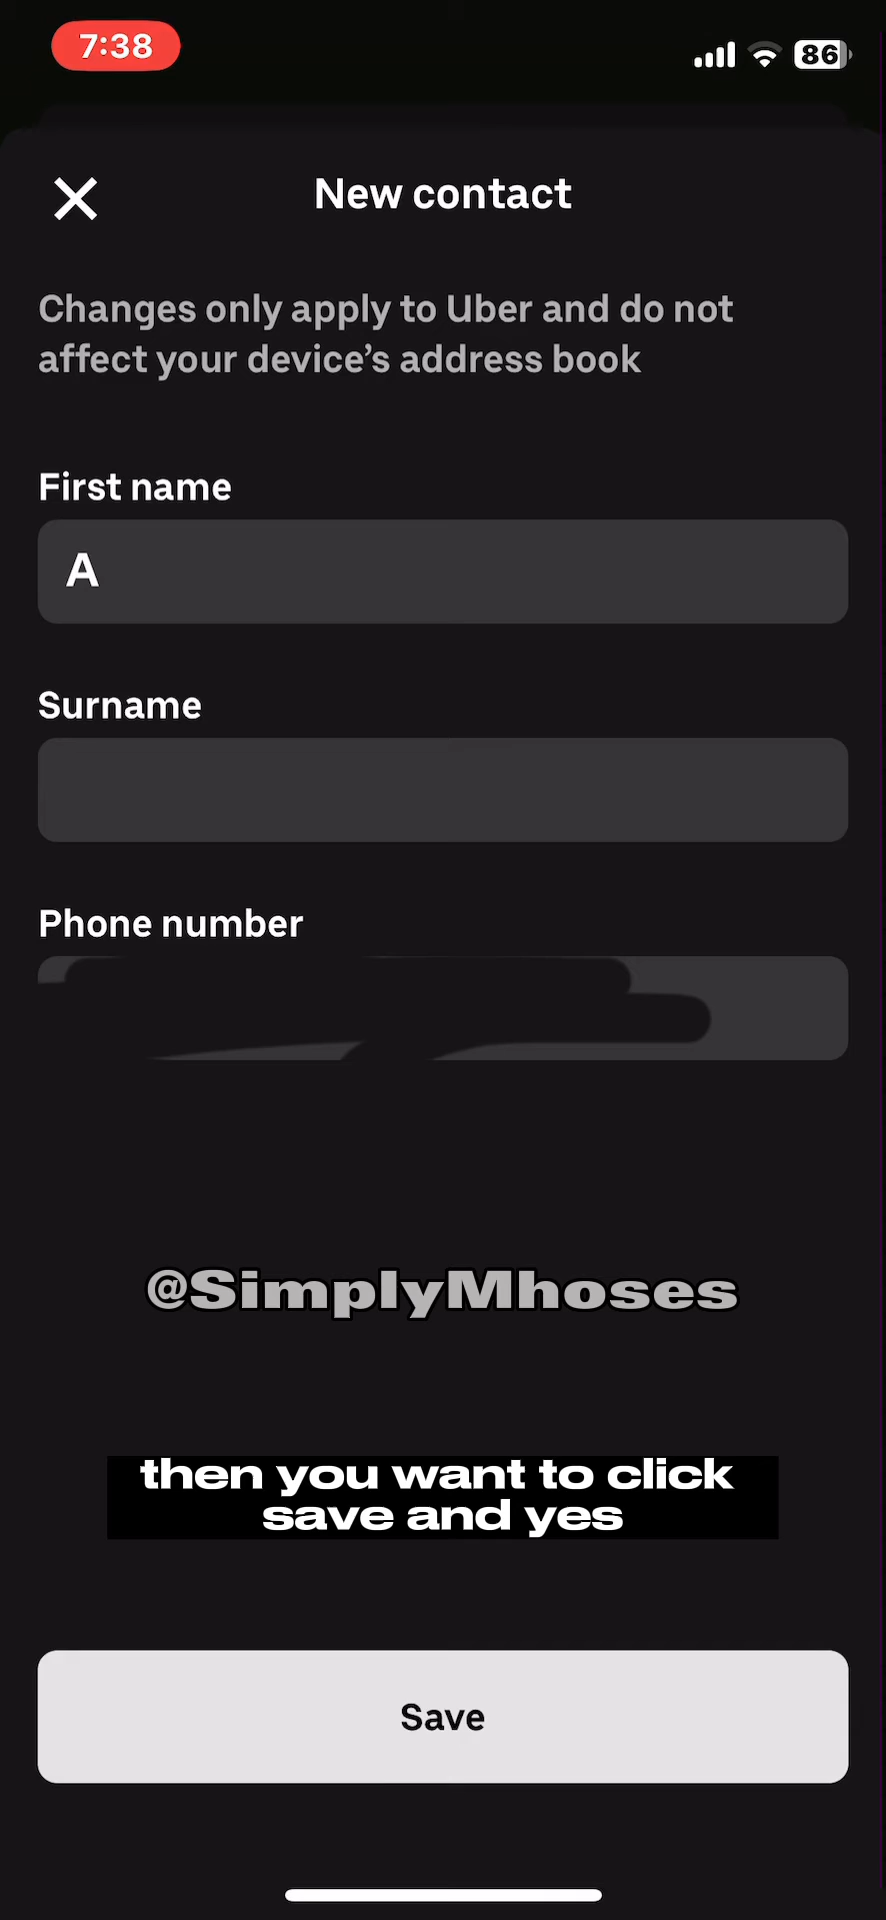 7:38
86
New contact
Changes only apply to Uber and do not
affect your device’s address book
First name
A
Surname
Phone number
@SimplyMhoses
then you want to click
save and yes
Save